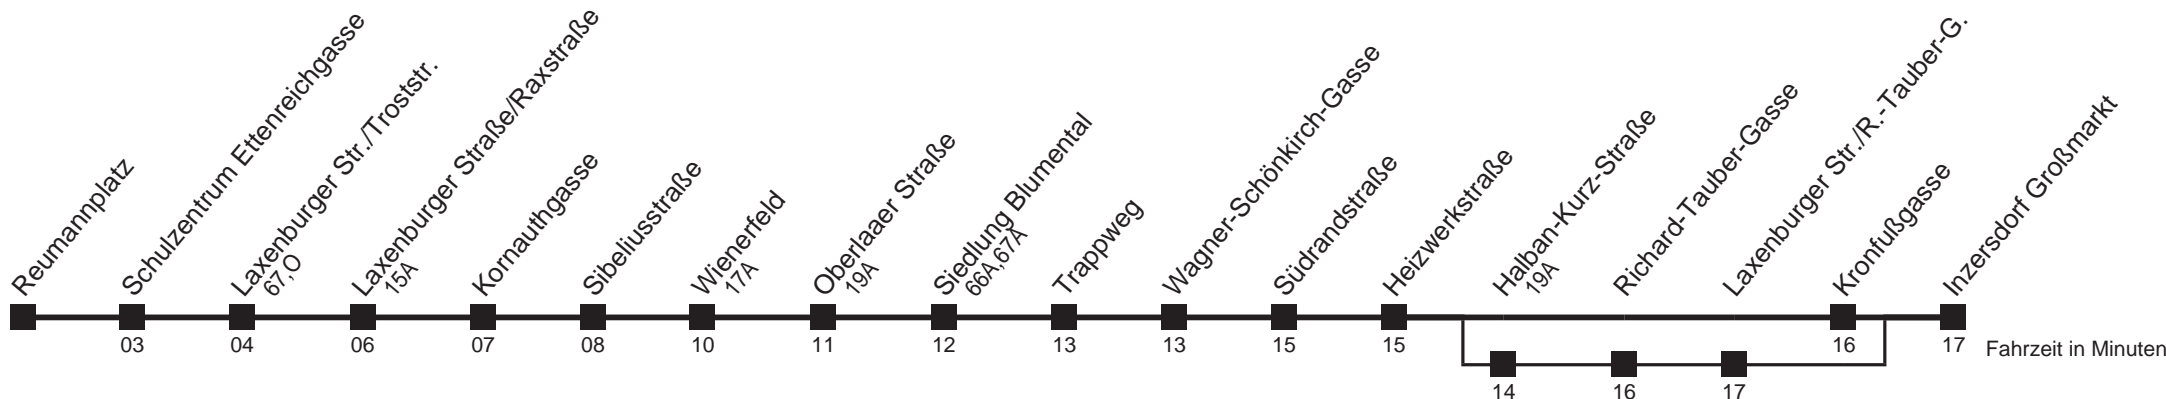 Reumannplatz
Schulzentrum Ettenreichgasse
03
Laxenburger Str./Troststr.
67,O
04
Laxenburger Straße/Raxstraße
15A
06
Kornauthgasse
07
Sibeliusstraße
08
Wienerfeld
17A
10
Oberlaaer Straße
19A
11
Siedlung Blumental
66A,67A
12
Trappweg
13
Wagner-Schönkirch-Gasse
13
Südrandstraße
15
Heizwerkstraße
15
Halban-Kurz-Straße
19A
14
Richard-Tauber-Gasse
16
Laxenburger Str./R.-Tauber-G.
17
Kronfußgasse
16
Inzersdorf Großmarkt
17
Fahrzeit in Minuten